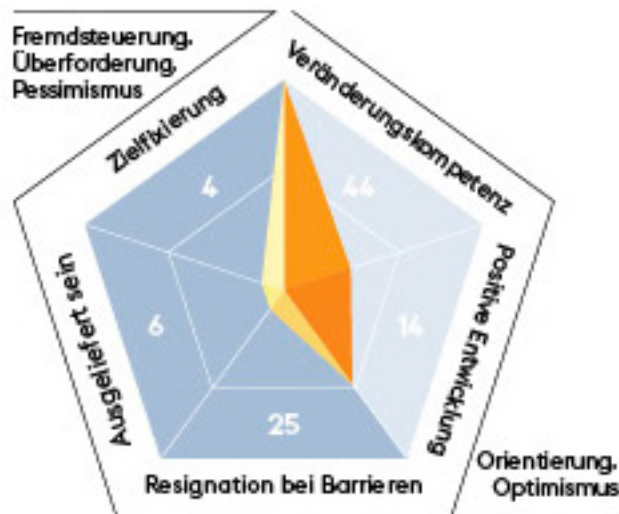 Fremdsteuerung,
Überforderung,
Pessimismus
Zielfixierung
Veränderungskompetenz
4
44
Ausgeliefert sein
6
14
Positive Entwicklung
25
Resignation bei Barrieren
Orientierung,
Optimismus